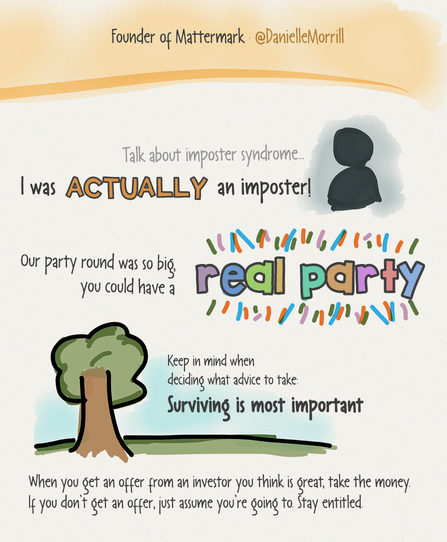 Founder of Mattermark - @DanielleMorrill
Talk about imposter syndrome...
I was ACTUALLY an imposter!
Our party round was so big,
you could have a
real party
Keep in mind when
deciding what advice to take:
Surviving is most important
When you get an offer from an investor you think is great, take the money.
If you don't get an offer, just assume you're going to. Stay entitled.